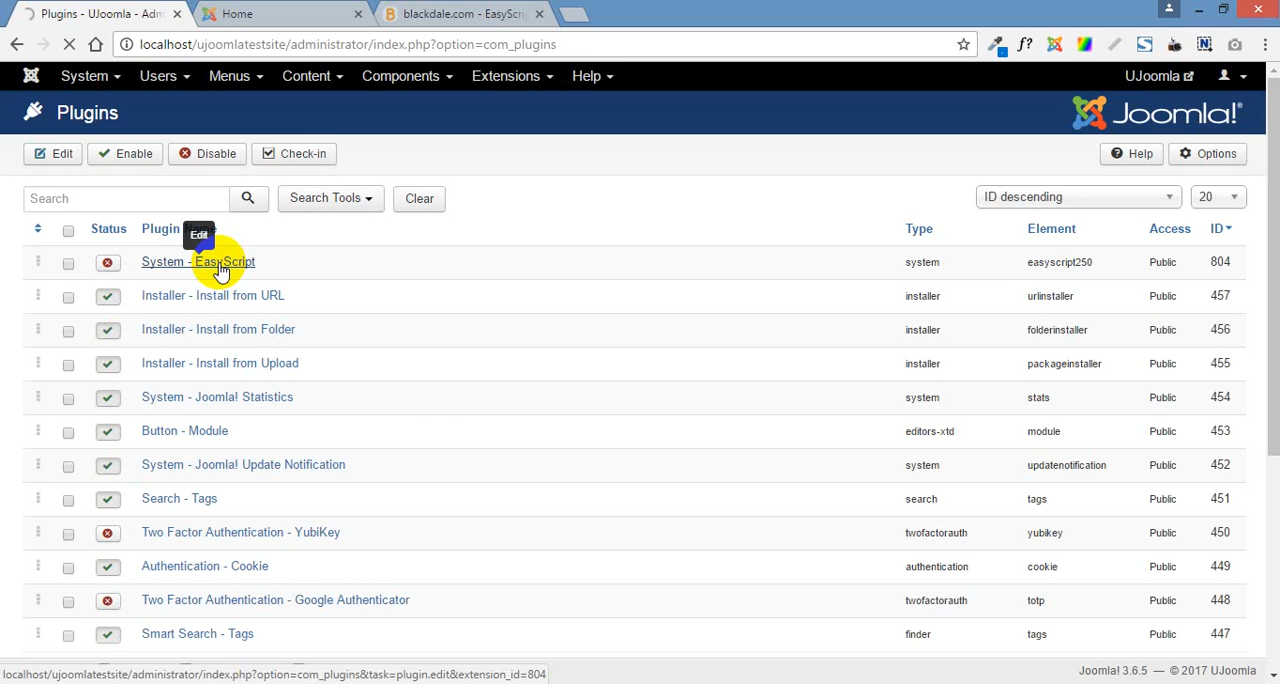 Plugins - UJoomla - Adm
Home
blackdale.com - EasyScri
localhost/ujoomlatestsite/administrator/index.php?option=com_plugins
System Users Menus Content Components Extensions Help UJoomla
Plugins Joomla!®
Edit Enable Disable Check-in Help Options
Search Search Tools Clear ID descending 20
Status Plugin Type Element Access ID
Edit
System - EasyScript system easyscript250 Public 804
Installer - Install from URL installer urlinstaller Public 457
Installer - Install from Folder installer folderinstaller Public 456
Installer - Install from Upload installer packageinstaller Public 455
System - Joomla! Statistics system stats Public 454
Button - Module editors-xtd module Public 453
System - Joomla! Update Notification system updatenotification Public 452
Search - Tags search tags Public 451
Two Factor Authentication - YubiKey twofactorauth yubikey Public 450
Authentication - Cookie authentication cookie Public 449
Two Factor Authentication - Google Authenticator twofactorauth totp Public 448
Smart Search - Tags finder tags Public 447
localhost/ujoomlatestsite/administrator/index.php?option=com_plugins&task=plugin.edit&extension_id=804
Joomla! 3.6.5 — © 2017 UJoomla